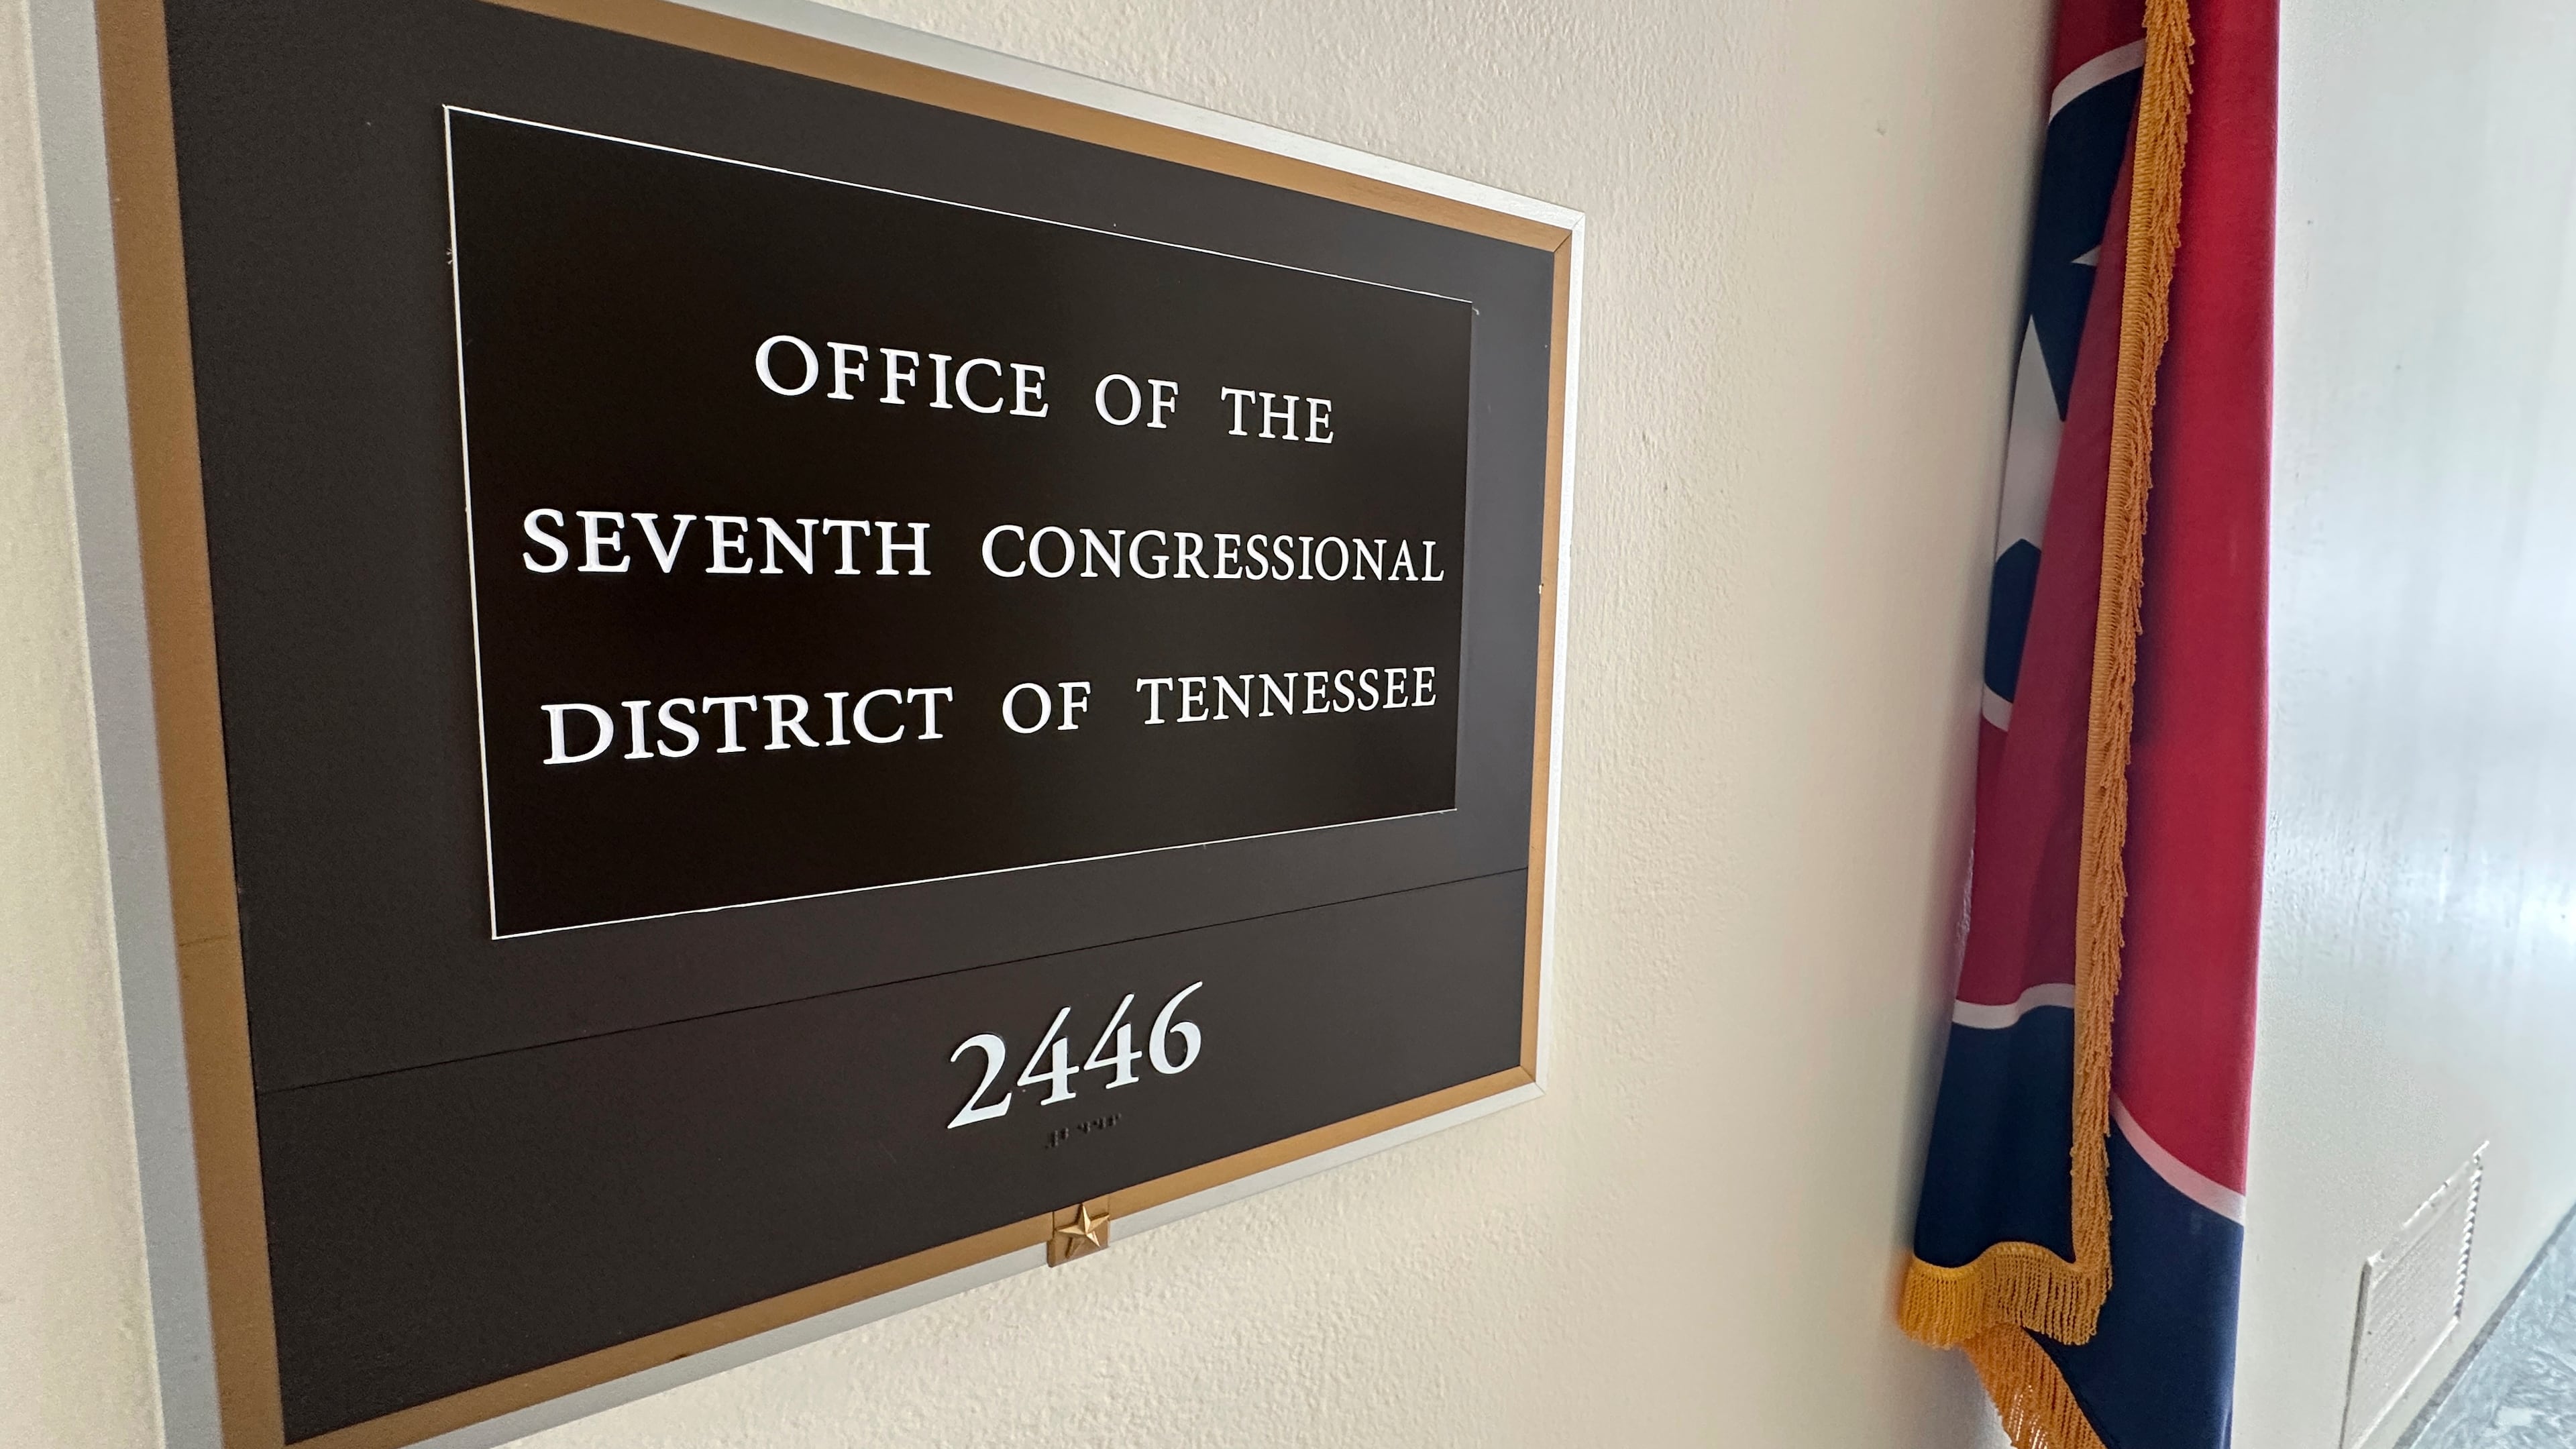 OFFICE OF THE
SEVENTH CONGRESSIONAL
DISTRICT OF TENNESSEE
2446